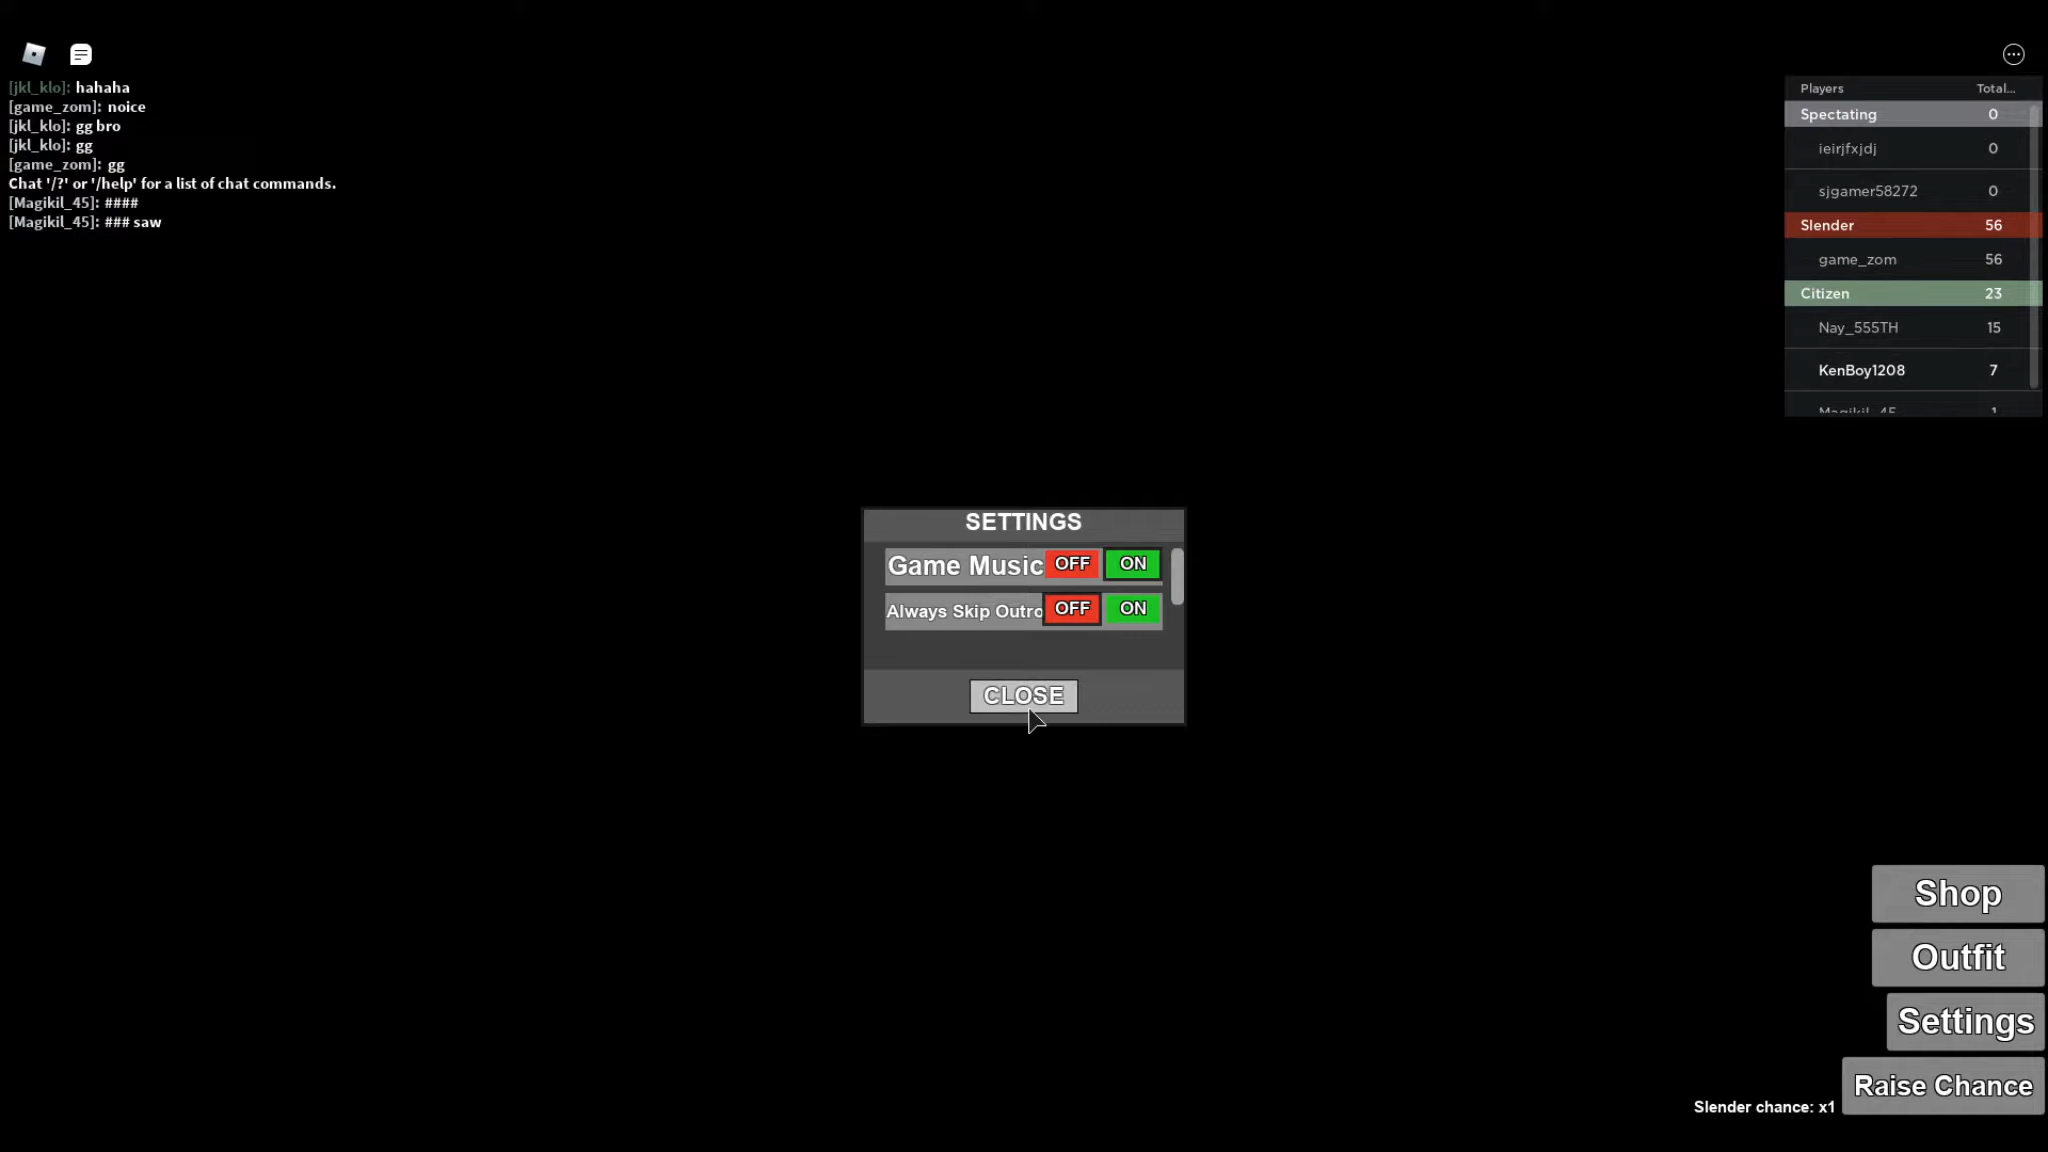 [jkl_klo]: hahaha
[game_zom]: noice
[jkl_klo]: gg bro
[jkl_klo]: gg
[game_zom]: gg
Chat '/?' or '/help' for a list of chat commands.
[Magikil_45]: ####
[Magikil_45]: ### saw
Players Total...
Spectating 0
ieirjfxjdj 0
sjgamer58272 0
Slender 56
game_zom 56
Citizen 23
Nay_555TH 15
KenBoy1208 7
Magikil_45 1
SETTINGS
Game Music OFF ON
Always Skip Outro OFF ON
CLOSE
Shop
Outfit
Settings
Raise Chance
Slender chance: x1